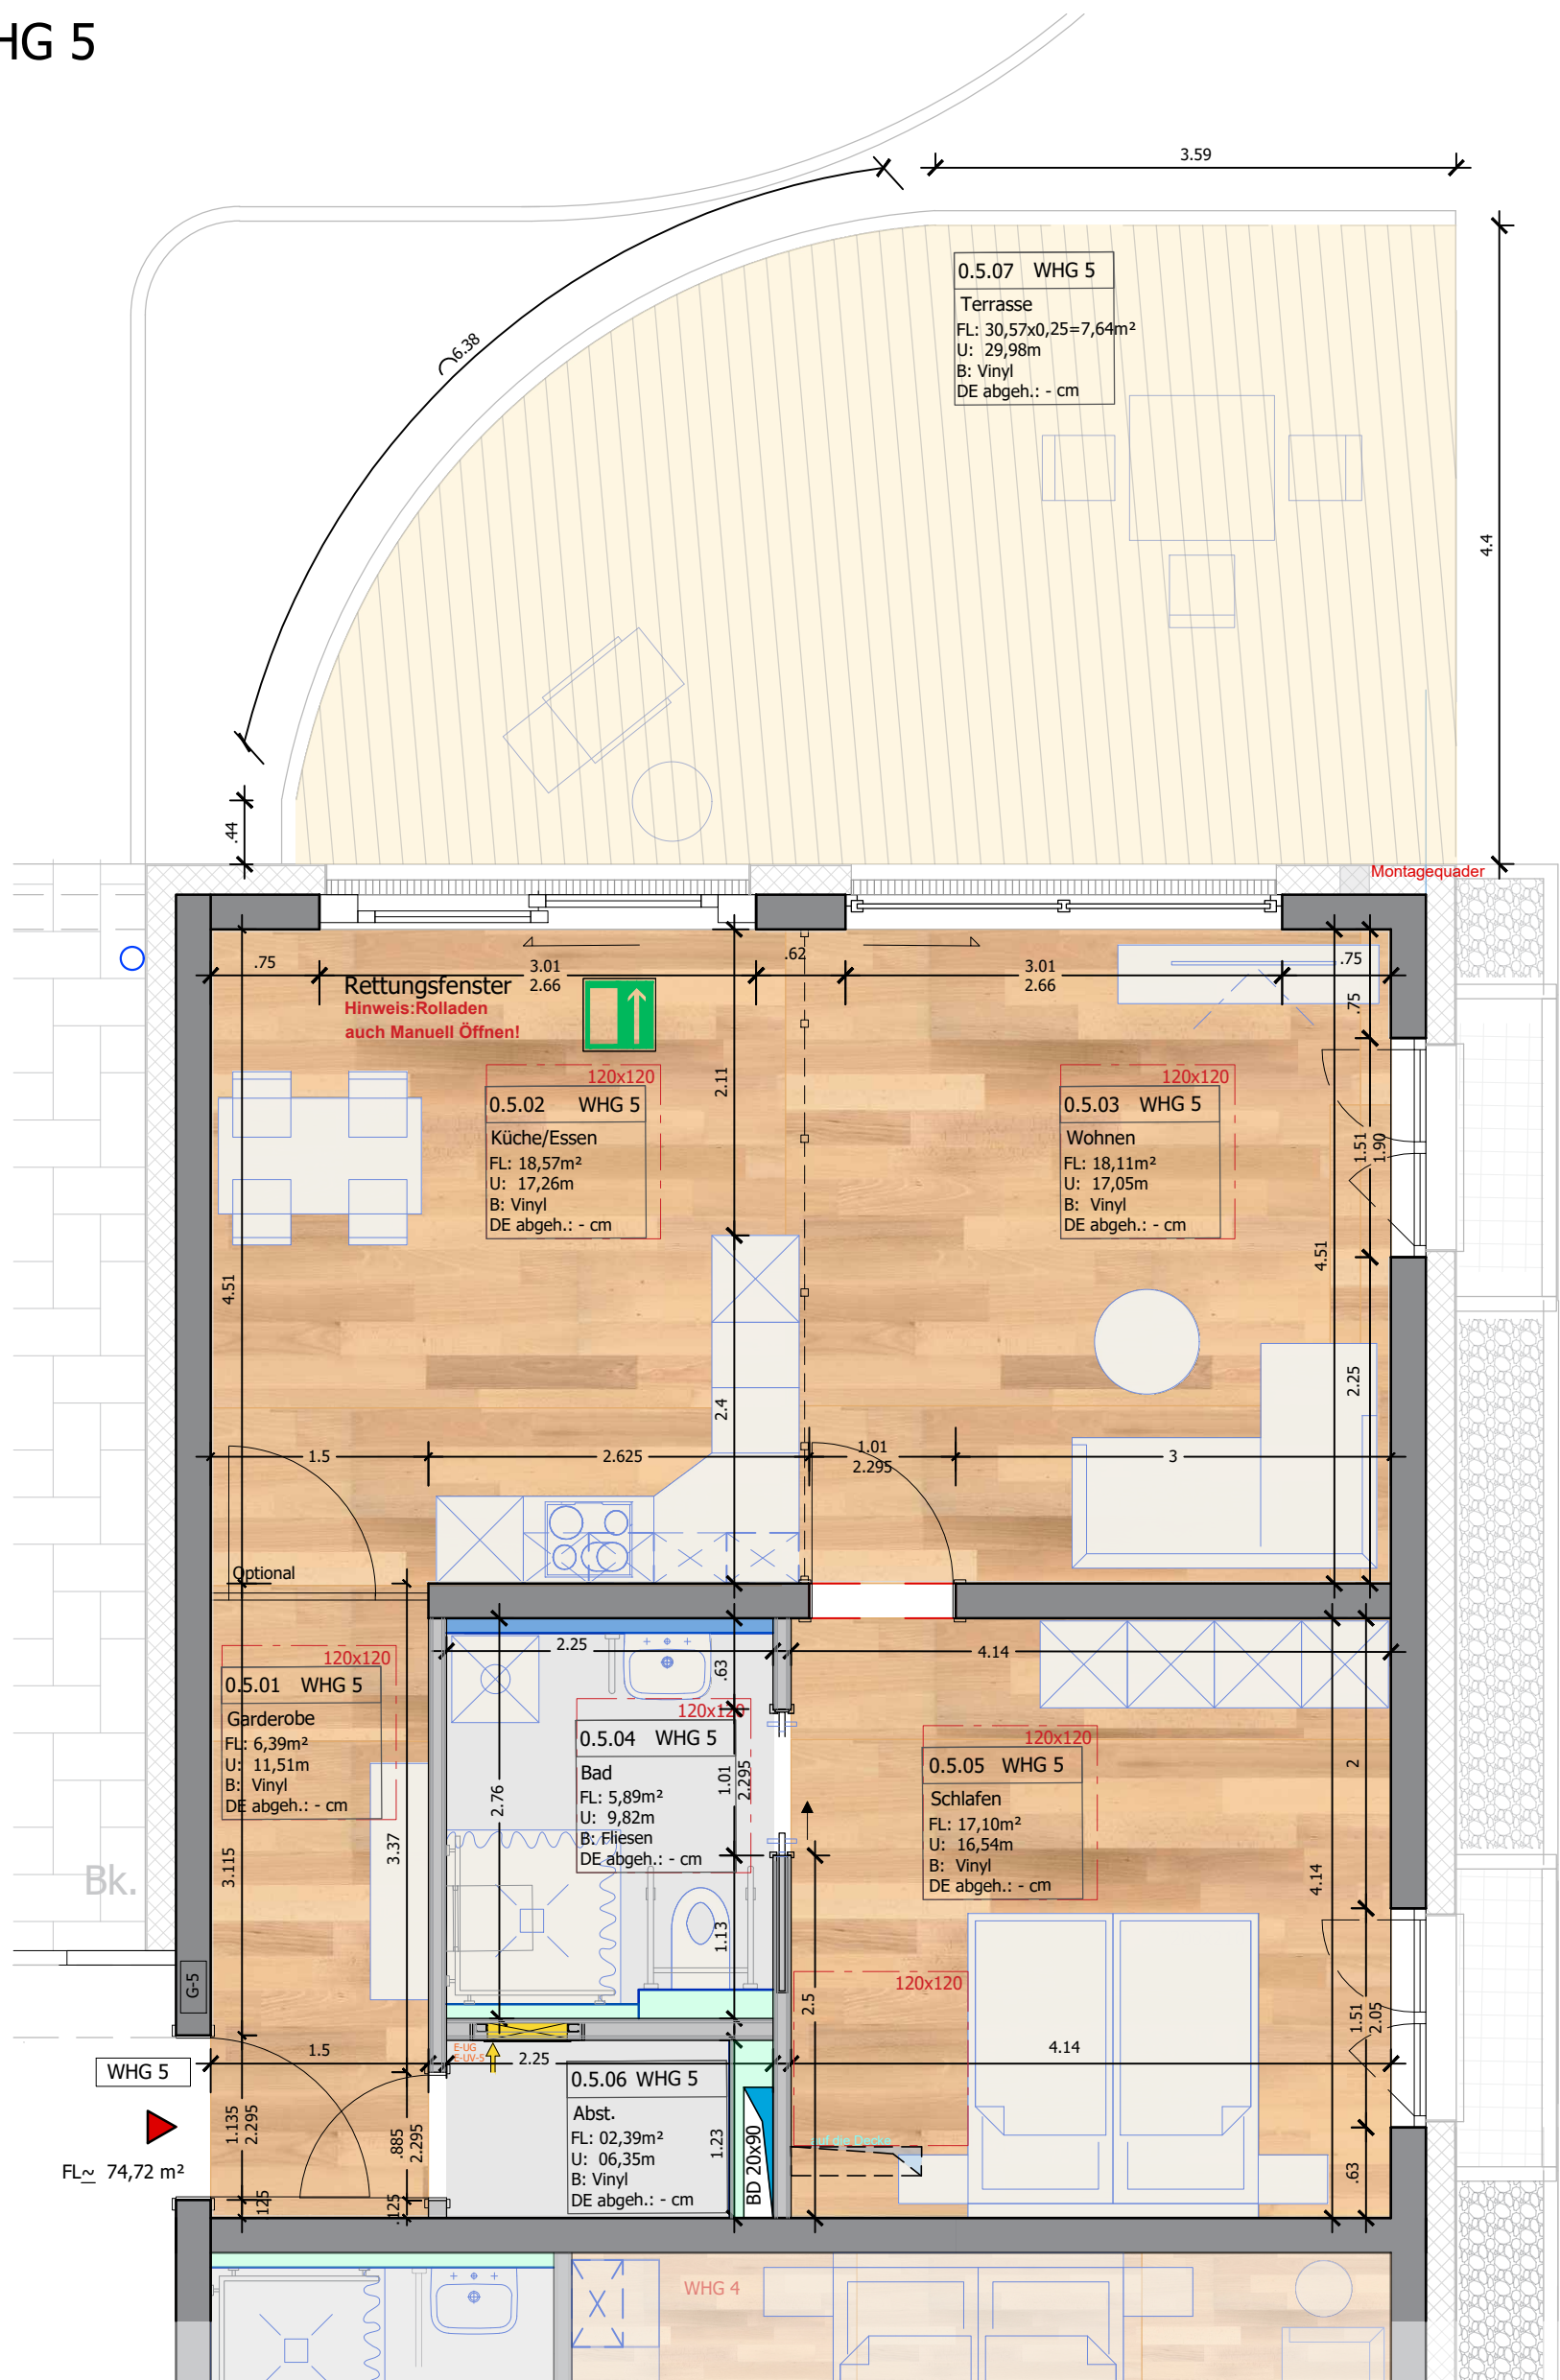 HG 5
3.59
6.38
4.4
.44
0.5.07 WHG 5
Terrasse
FL: 30,57x0,25=7,64m²
U: 29,98m
B: Vinyl
DE abgeh.: - cm
Montagequader
.75
3.01
2.66
.62
3.01
2.66
.75
.75
Rettungsfenster
Hinweis:Rolladen
auch Manuell Öffnen!
2.11
120x120
0.5.02 WHG 5
Küche/Essen
FL: 18,57m²
U: 17,26m
B: Vinyl
DE abgeh.: - cm
120x120
0.5.03 WHG 5
Wohnen
FL: 18,11m²
U: 17,05m
B: Vinyl
DE abgeh.: - cm
1.51
1.90
4.51
4.51
2.25
2.4
1.5
2.625
1.01
2.295
3
Optional
2.25
.63
4.14
120x120
0.5.01 WHG 5
Garderobe
FL: 6,39m²
U: 11,51m
B: Vinyl
DE abgeh.: - cm
120x120
0.5.04 WHG 5
Bad
FL: 5,89m²
U: 9,82m
B: Fliesen
DE abgeh.: - cm
1.01
2.295
2.76
120x120
0.5.05 WHG 5
Schlafen
FL: 17,10m²
U: 16,54m
B: Vinyl
DE abgeh.: - cm
2
3.37
3.115
Bk.
4.14
1.13
G-5
120x120
2.5
1.51
2.05
1.5
E-UG
E-UV-5
2.25
4.14
WHG 5
0.5.06 WHG 5
Abst.
FL: 02,39m²
U: 06,35m
B: Vinyl
DE abgeh.: - cm
1.135
2.295
.885
2.295
1.23
BD 20x90
auf die Decke
.63
FL~ 74,72 m²
125
.125
WHG 4